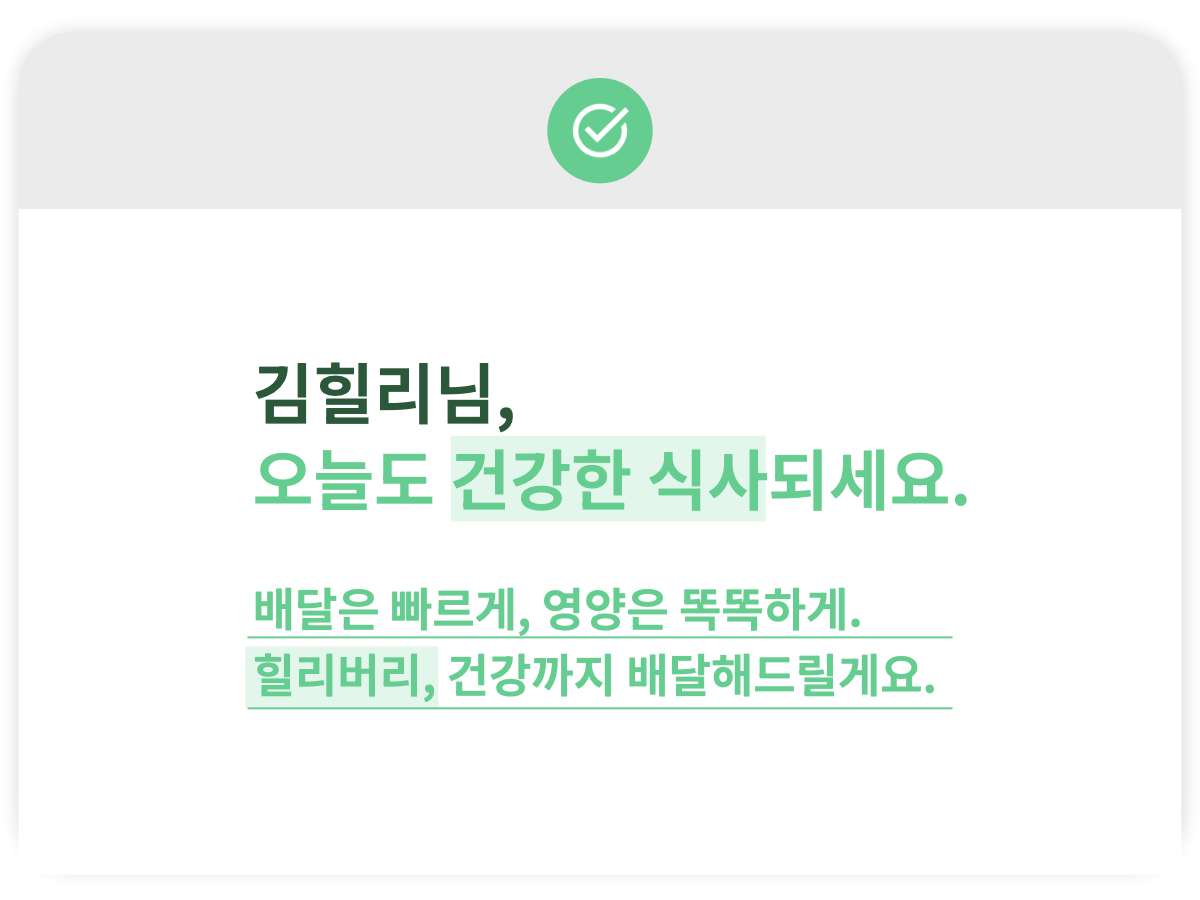 김힐리님,
오늘도 건강한 식사되세요.
배달은 빠르게, 영양은 똑똑하게.
힐리버리, 건강까지 배달해드릴게요.